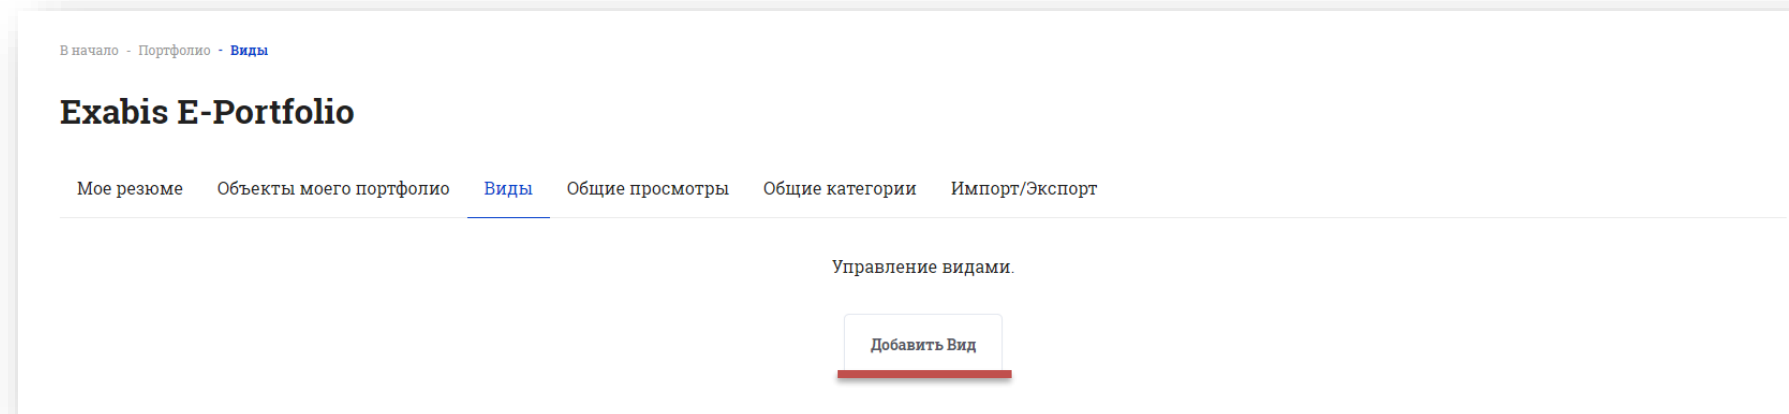 В начало - Портфолио - Виды
Exabis E-Portfolio
Мое резюме Объекты моего портфолио Виды Общие просмотры Общие категории Импорт/Экспорт
Управление видами.
Добавить Вид